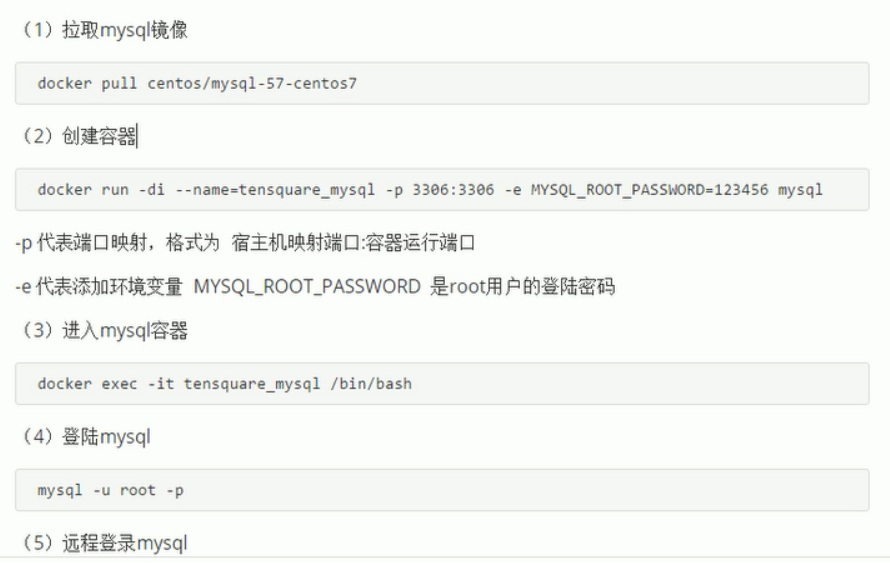 （1）拉取mysql镜像
docker pull centos/mysql-57-centos7
（2）创建容器
docker run -di --name=tensquare_mysql -p 3306:3306 -e MYSQL_ROOT_PASSWORD=123456 mysql
-p 代表端口映射，格式为 宿主机映射端口:容器运行端口
-e 代表添加环境变量 MYSQL_ROOT_PASSWORD 是root用户的登陆密码
（3）进入mysql容器
docker exec -it tensquare_mysql /bin/bash
（4）登陆mysql
mysql -u root -p
（5）远程登录mysql